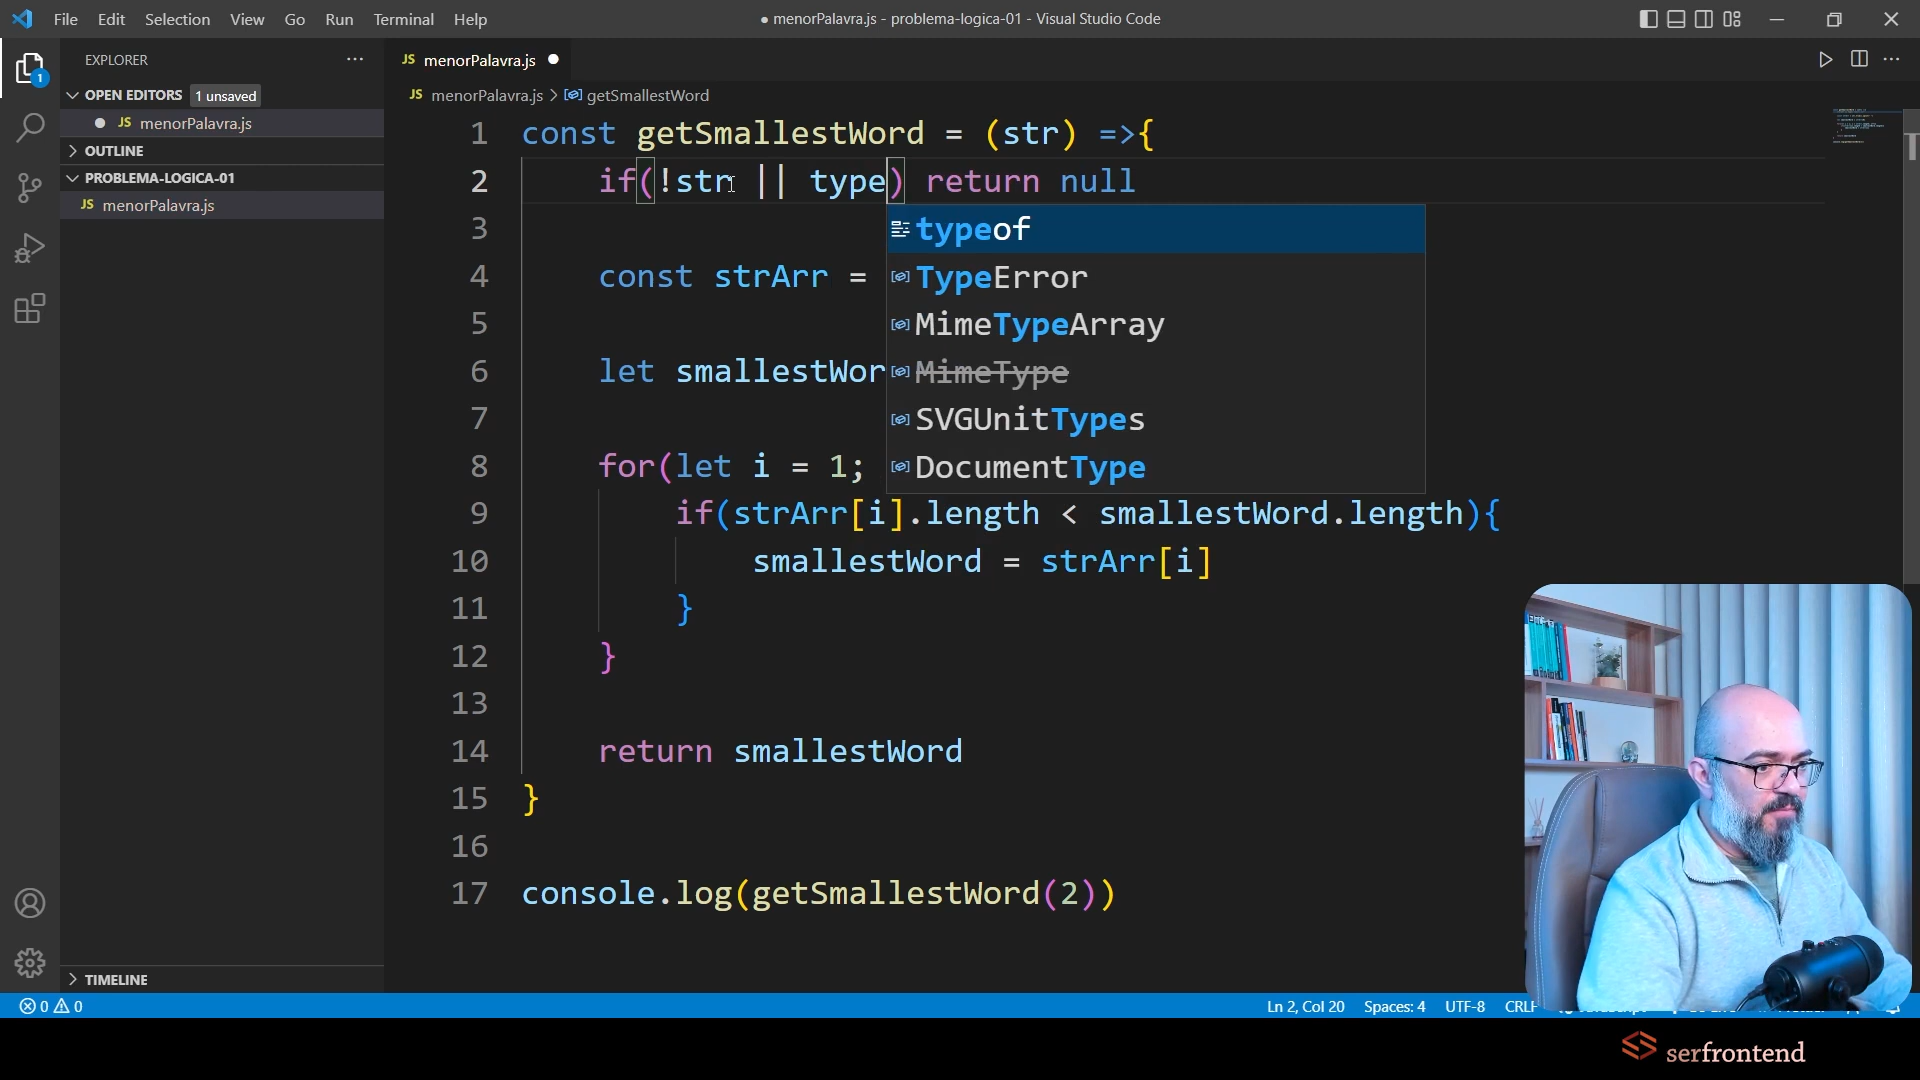 File Edit Selection View Go Run Terminal Help
● menorPalavra.js - problema-logica-01 - Visual Studio Code
EXPLORER
OPEN EDITORS 1 unsaved
JS menorPalavra.js
OUTLINE
PROBLEMA-LOGICA-01
JS menorPalavra.js
TIMELINE
JS menorPalavra.js
JS menorPalavra.js > getSmallestWord
1 const getSmallestWord = (str) =>{
2 if(!str || type) return null
3
4 const strArr =
5
6 let smallestWor
7
8 for(let i = 1;
9 if(strArr[i].length < smallestWord.length){
10 smallestWord = strArr[i]
11 }
12 }
13
14 return smallestWord
15 }
16
17 console.log(getSmallestWord(2))
typeof
TypeError
MimeTypeArray
MimeType
SVGUnitTypes
DocumentType
1
0 0
Ln 2, Col 20 Spaces: 4 UTF-8 CRLF
serfrontend